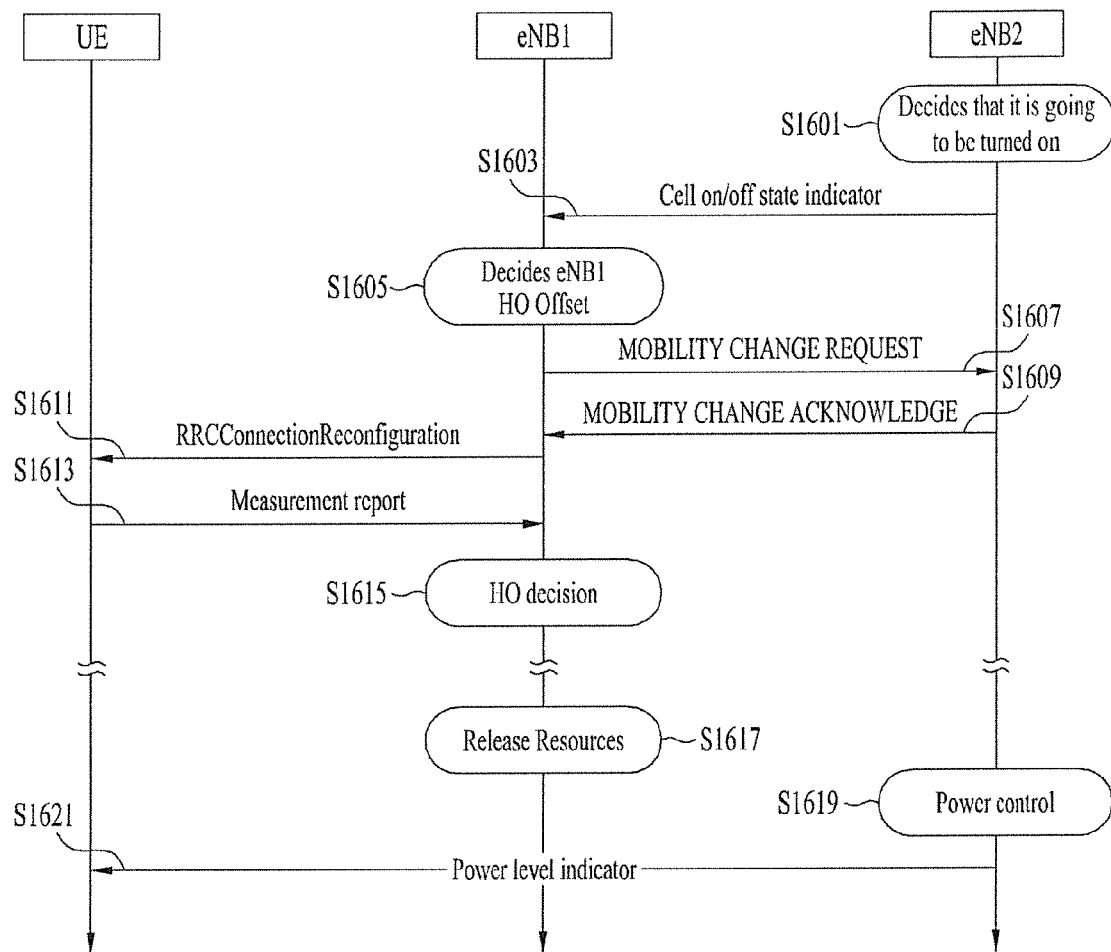 UE
eNB1
eNB2
S1601
Decides that it is going
to be turned on
S1603
Cell on/off state indicator
S1605
Decides eNB1
HO Offset
S1607
MOBILITY CHANGE REQUEST
S1609
MOBILITY CHANGE ACKNOWLEDGE
S1611
RRCConnectionReconfiguration
S1613
Measurement report
S1615
HO decision
Release Resources
S1617
S1619
Power control
S1621
Power level indicator